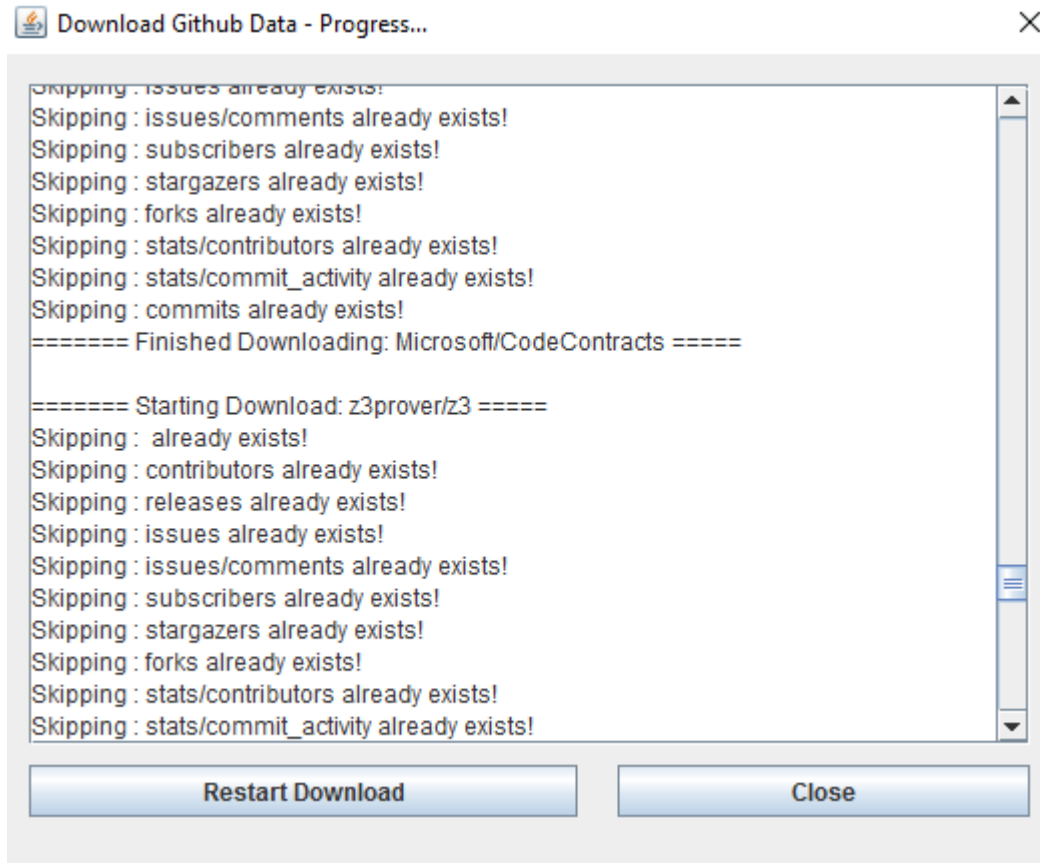 Download Github Data - Progress...
Skipping : issues already exists!
Skipping : issues/comments already exists!
Skipping : subscribers already exists!
Skipping : stargazers already exists!
Skipping : forks already exists!
Skipping : stats/contributors already exists!
Skipping : stats/commit_activity already exists!
Skipping : commits already exists!
======= Finished Downloading: Microsoft/CodeContracts =====
======= Starting Download: z3prover/z3 =====
Skipping :  already exists!
Skipping : contributors already exists!
Skipping : releases already exists!
Skipping : issues already exists!
Skipping : issues/comments already exists!
Skipping : subscribers already exists!
Skipping : stargazers already exists!
Skipping : forks already exists!
Skipping : stats/contributors already exists!
Skipping : stats/commit_activity already exists!
Restart Download
Close